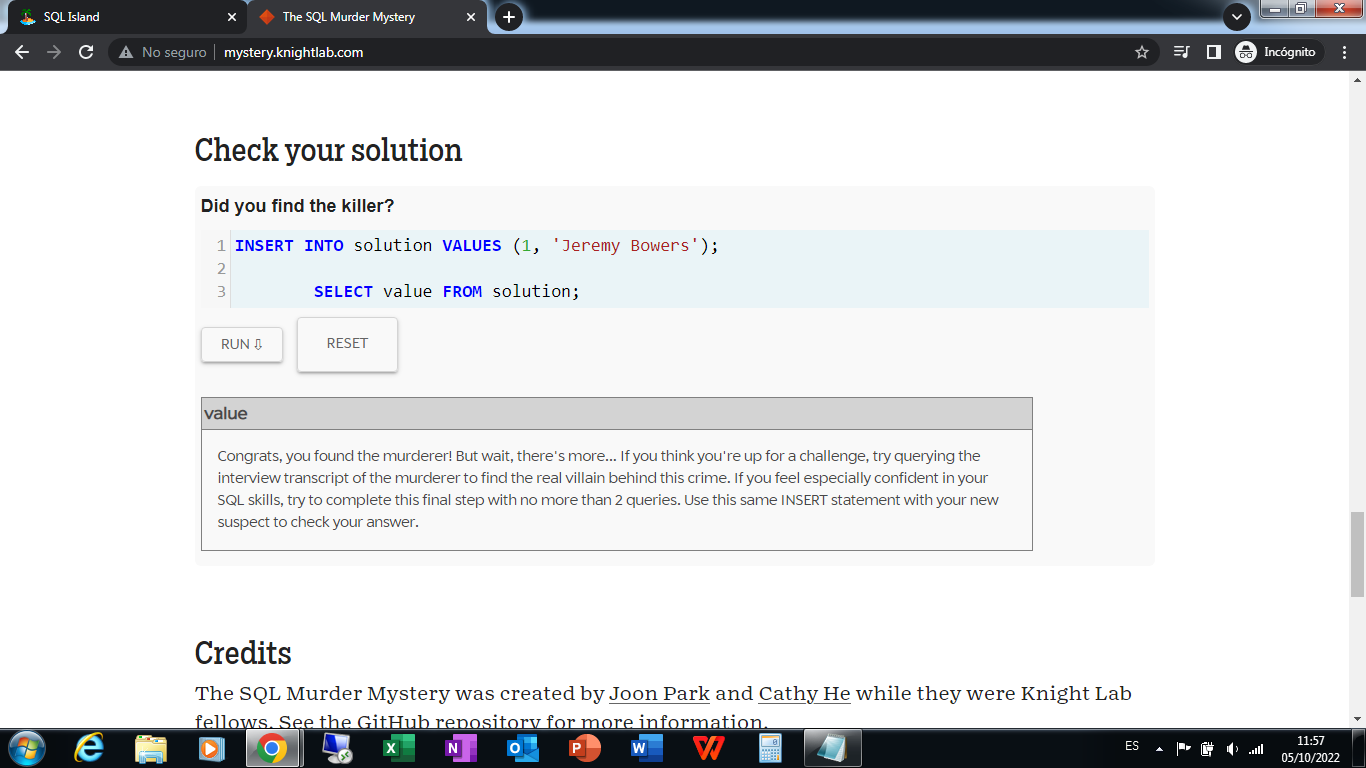 SQL Island
The SQL Murder Mystery
No seguro
mystery.knightlab.com
Incógnito
Check your solution
Did you find the killer?
1 INSERT INTO solution VALUES (1, 'Jeremy Bowers');
2
3 SELECT value FROM solution;
RUN ⇩
RESET
value
Congrats, you found the murderer! But wait, there's more... If you think you're up for a challenge, try querying the
interview transcript of the murderer to find the real villain behind this crime. If you feel especially confident in your
SQL skills, try to complete this final step with no more than 2 queries. Use this same INSERT statement with your new
suspect to check your answer.
Credits
The SQL Murder Mystery was created by Joon Park and Cathy He while they were Knight Lab
fellows. See the GitHub repository for more information.
ES
11:57
05/10/2022